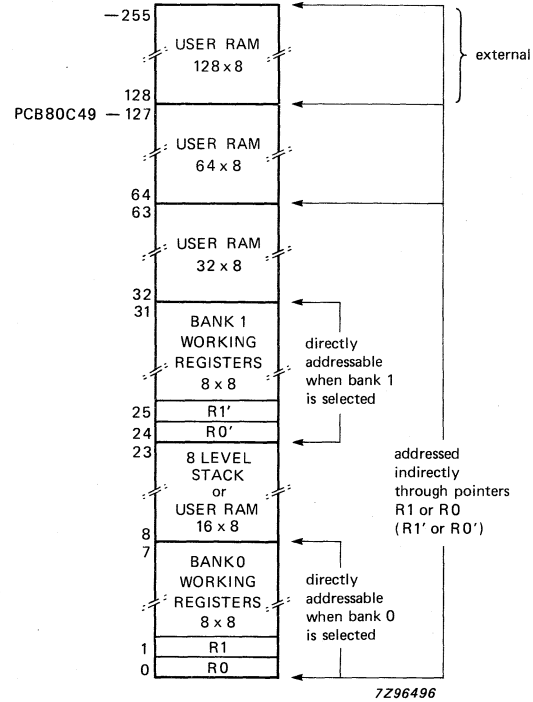 —255
USER RAM
128 x 8
external
128
PCB80C49 —127
USER RAM
64 x 8
64
63
USER RAM
32 x 8
32
31
BANK 1
WORKING
REGISTERS
8 x 8
directly
addressable
when bank 1
is selected
25
R1'
24
R0'
23
8 LEVEL
STACK
or
USER RAM
16 x 8
addressed
indirectly
through pointers
R1 or R0
(R1' or R0')
8
7
BANK0
WORKING
REGISTERS
8 x 8
directly
addressable
when bank 0
is selected
1
R1
0
R0
7Z96496